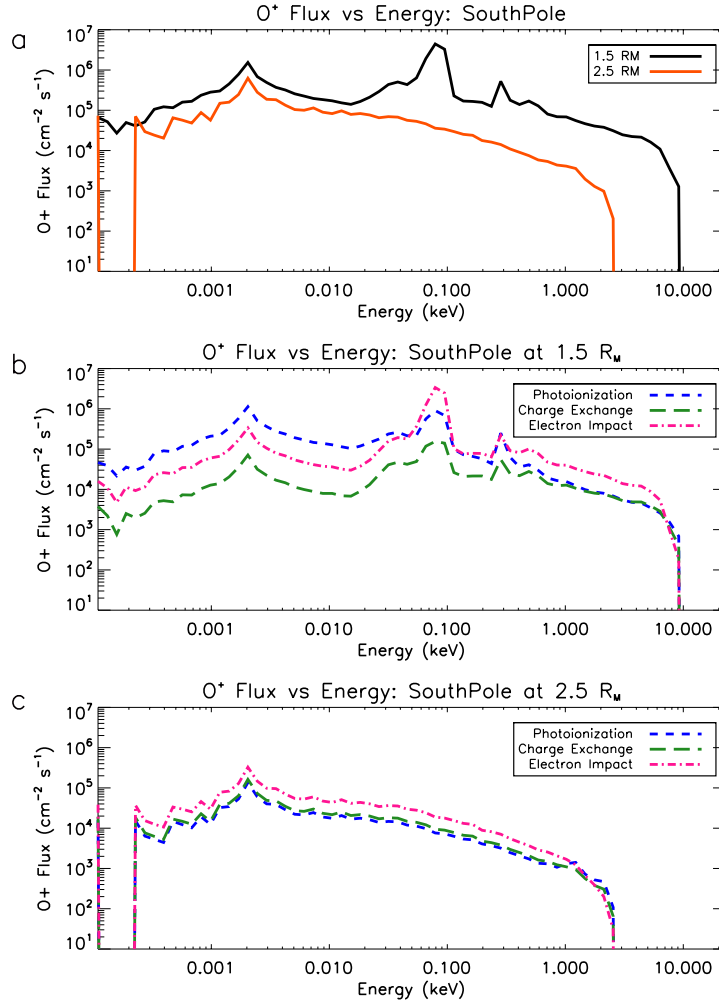 a
O⁺ Flux vs Energy: SouthPole
O+ Flux (cm⁻² s⁻¹)
10⁷
10⁶
10⁵
10⁴
10³
10²
10¹
1.5 RM
2.5 RM
0.001 0.010 0.100 1.000 10.000
Energy (keV)
b
O⁺ Flux vs Energy: SouthPole at 1.5 R_M
O+ Flux (cm⁻² s⁻¹)
10⁷
10⁶
10⁵
10⁴
10³
10²
10¹
Photoionization
Charge Exchange
Electron Impact
0.001 0.010 0.100 1.000 10.000
Energy (keV)
c
O⁺ Flux vs Energy: SouthPole at 2.5 R_M
O+ Flux (cm⁻² s⁻¹)
10⁷
10⁶
10⁵
10⁴
10³
10²
10¹
Photoionization
Charge Exchange
Electron Impact
0.001 0.010 0.100 1.000 10.000
Energy (keV)